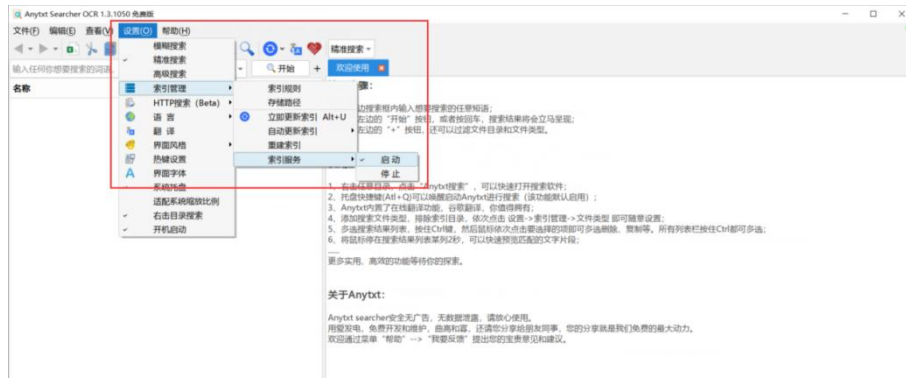 Anytxt Searcher OCR 1.3.1050 免费版
文件(F) 编辑(E) 查看(V) 设置(O) 帮助(H)
模糊搜索
精准搜索
高级搜索
索引管理
HTTP搜索 (Beta)
语 言
翻 译
界面风格
热键设置
界面字体
系统托盘
适配系统缩放比例
右击目录搜索
开机启动
精准搜索
输入任何你想要搜索的词语
开始 +
欢迎使用
名称
索引规则
存储路径
立即更新索引 Alt+U
自动更新索引
重建索引
索引服务
启 动
停 止
骤：
边搜索框内输入想要搜索的任意短语；
左边的“开始”按钮，或者按回车，搜索结果将会立马呈现；
左边的“+”按钮，还可以过滤文件目录和文件类型。
1、右击任意目录，点击“Anytxt搜索”，可以快速打开搜索软件；
2、托盘快捷键(Atl+Q)可以唤醒启动Anytxt进行搜索（该功能默认启用）；
3、Anytxt内置了在线翻译功能，谷歌翻译，你值得拥有；
4、添加搜索文件类型，排除索引目录，依次点击 设置->索引管理->文件类型 即可随意设置；
5、多选搜索结果列表，按住Ctrl键，然后鼠标依次点击要选择的项即可多选删除、复制等。所有列表栏按住Ctrl都可多选；
6、将鼠标停在搜索结果列表某列2秒，可以快速预览匹配的文字片段；
......
更多实用、高效的功能等待你的探索。
关于Anytxt：
Anytxt searcher安全无广告，无数据泄露，请放心使用。
用爱发电，免费开发和维护，曲高和寡，还请您分享给朋友同事，您的分享就是我们免费的最大动力。
欢迎通过菜单“帮助”-->“我要反馈”提出您的宝贵意见和建议。